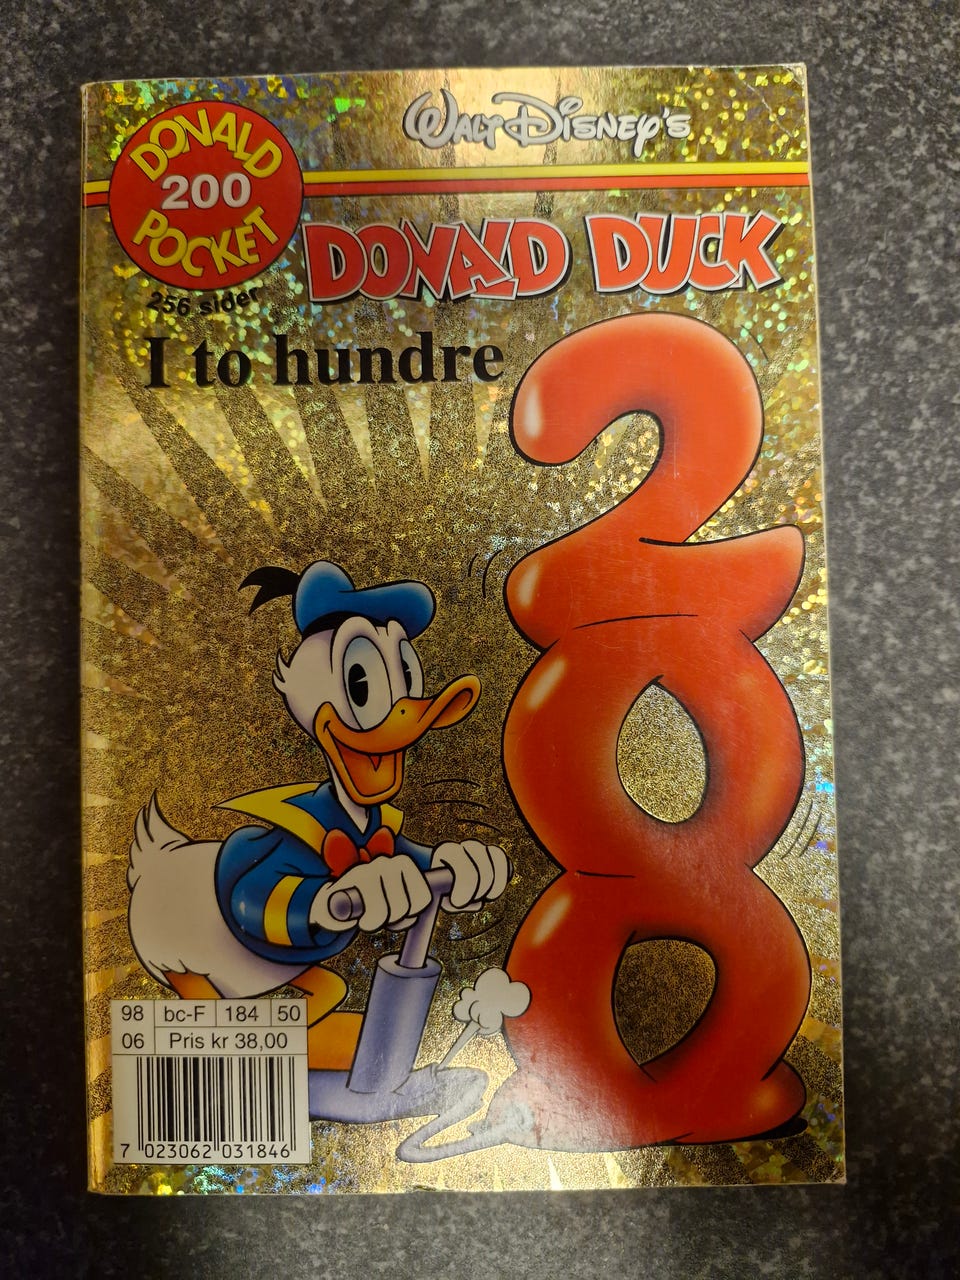 WALT DISNEY'S
DONALD
200
POCKET
256 sider
DONALD DUCK
I to hundre
200
98 bc-F 184 50
06 Pris kr 38,00
7 023062 031846